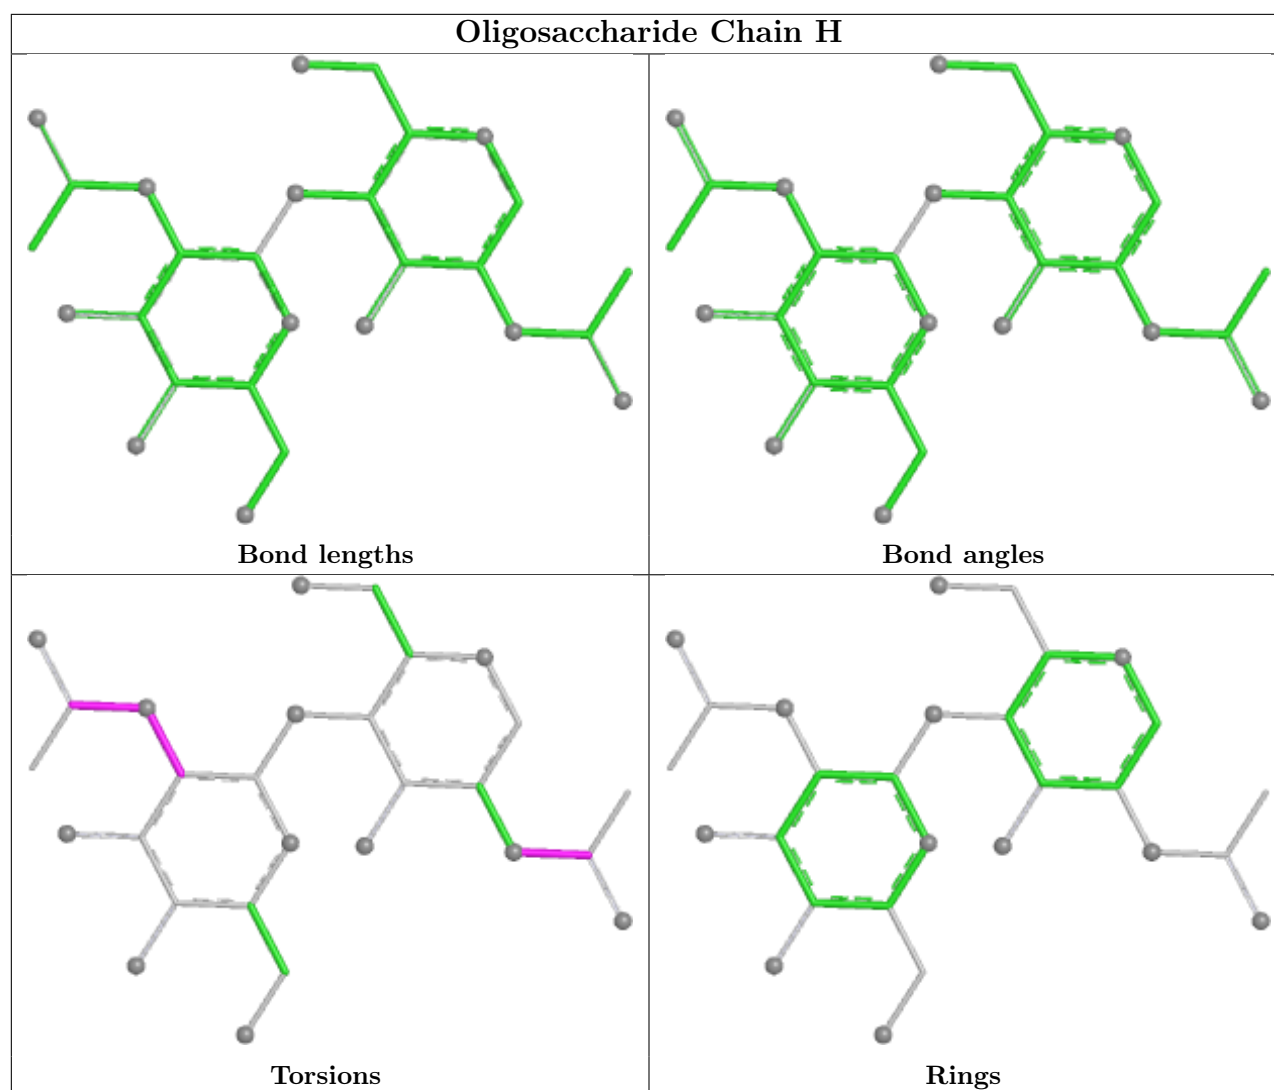 Oligosaccharide Chain H
Bond lengths
Bond angles
Torsions
Rings